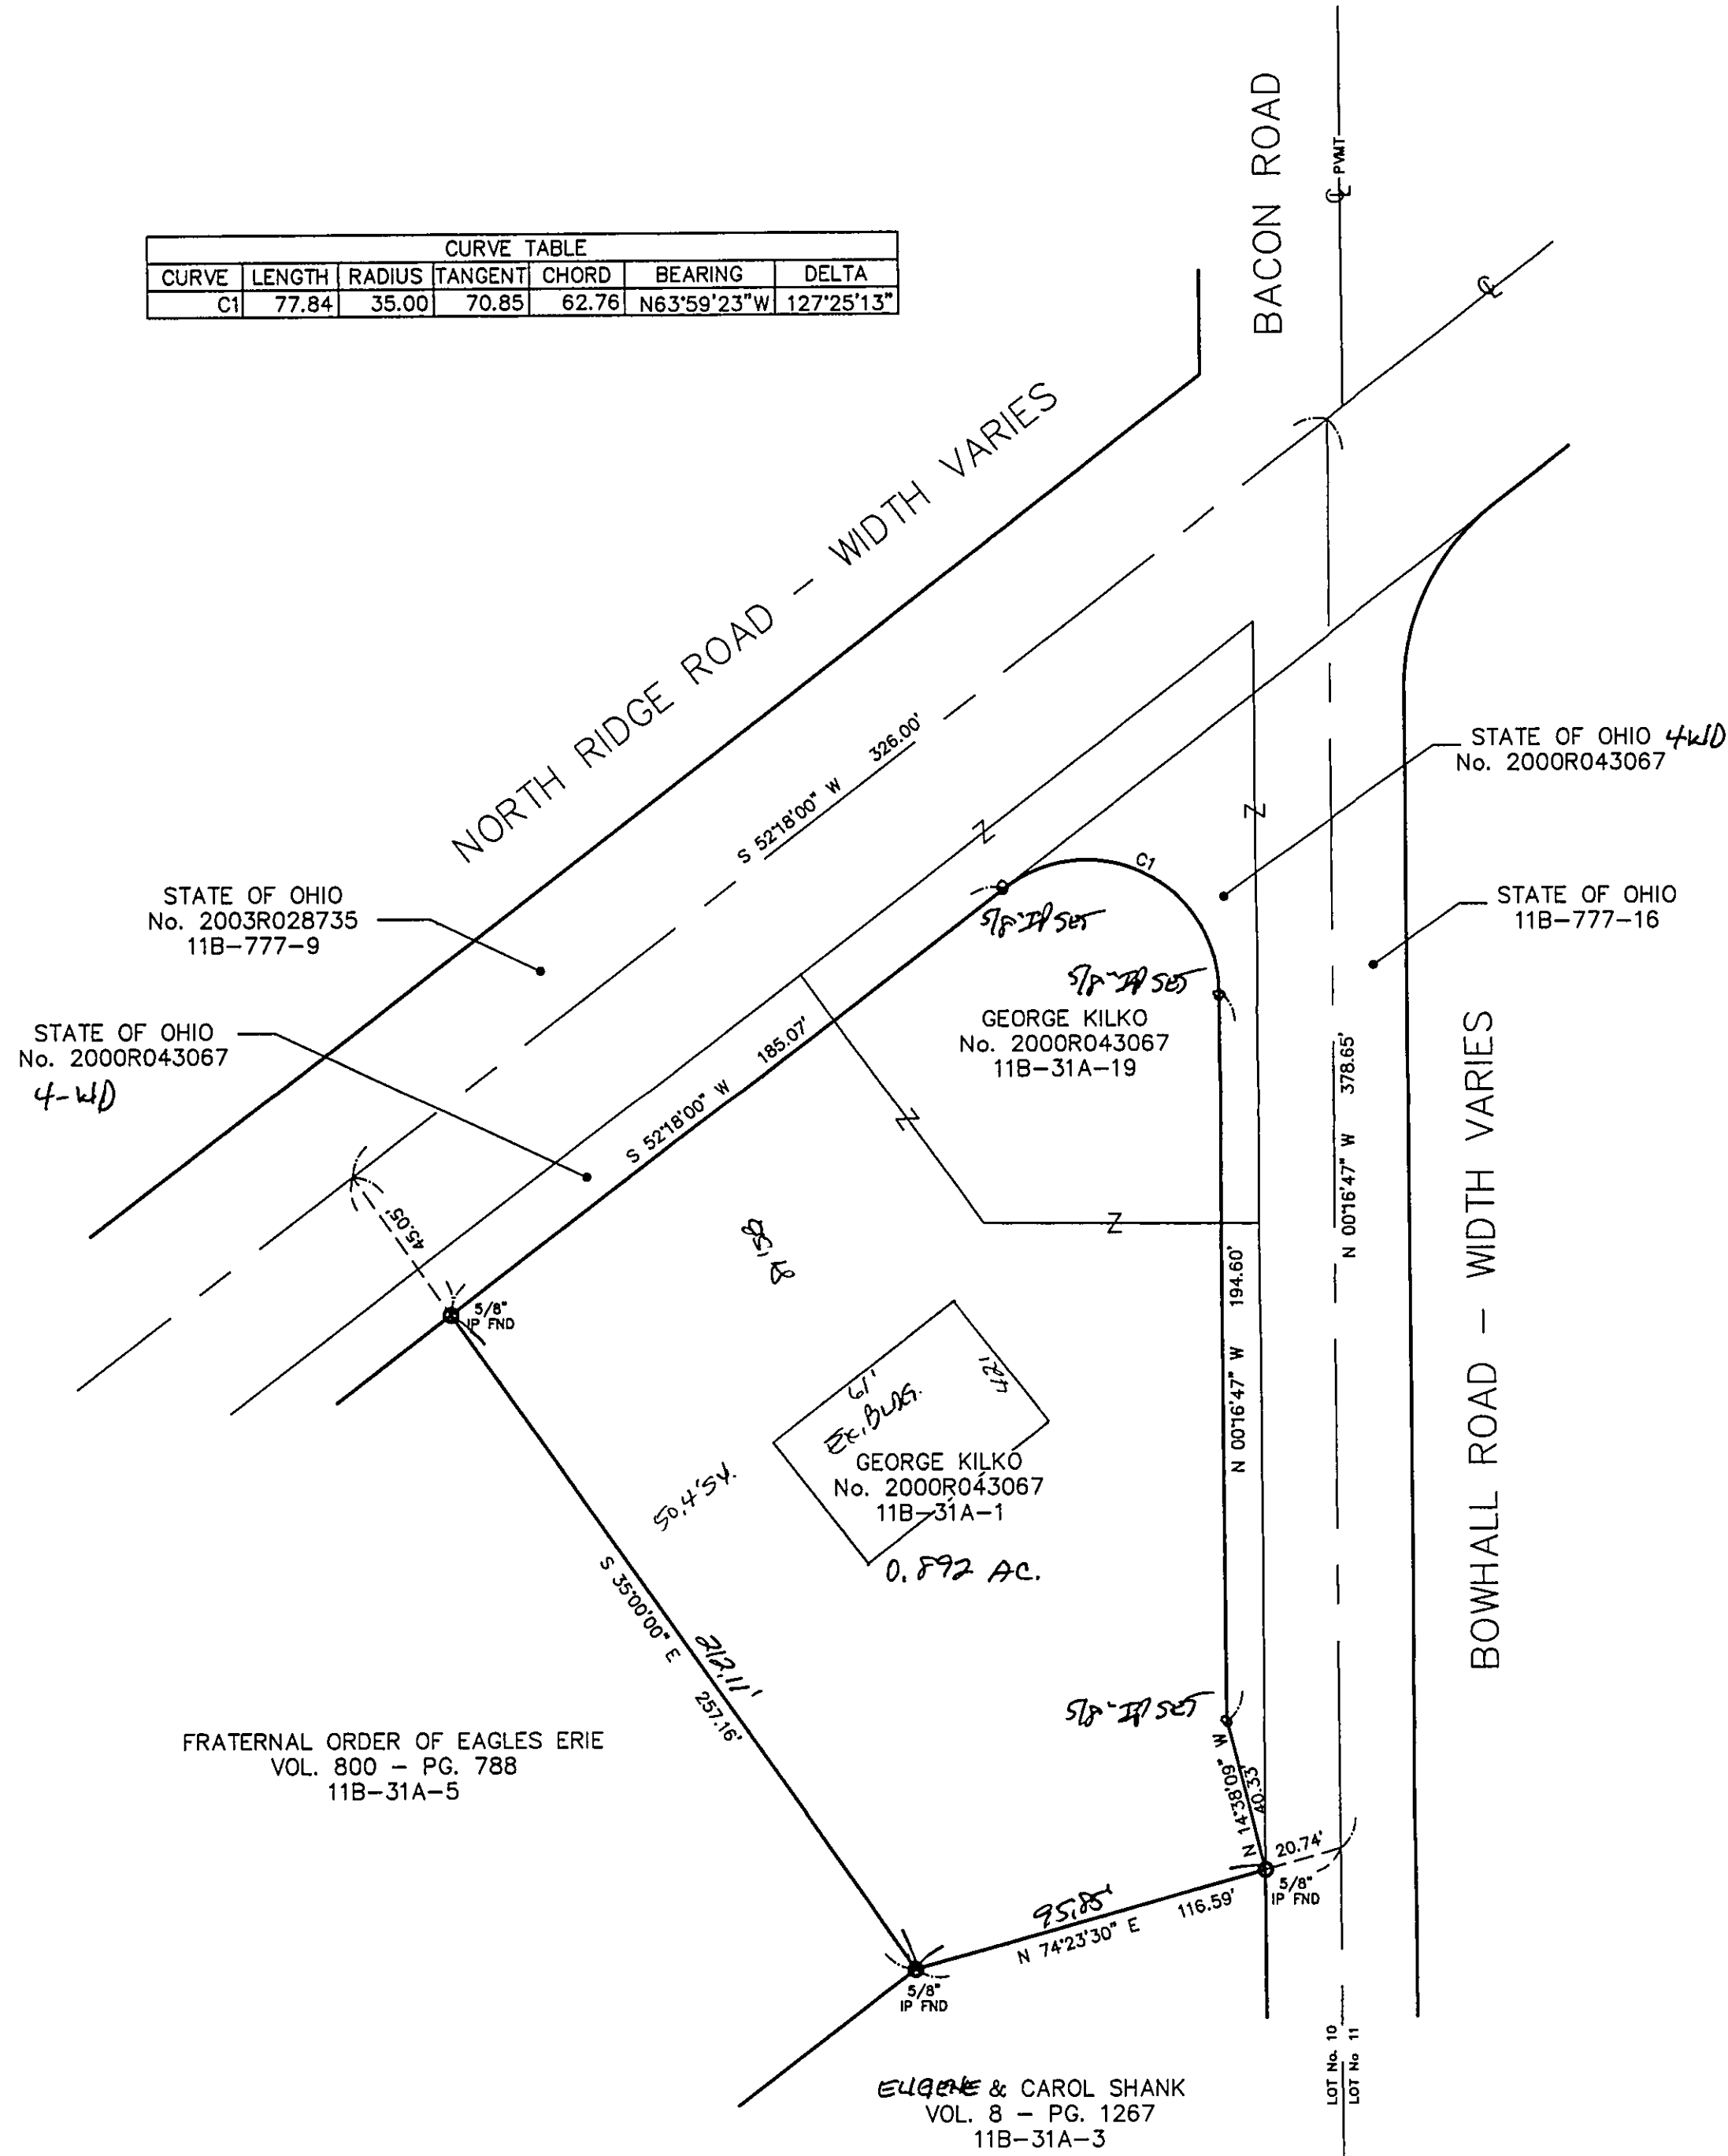 BACON ROAD
℄ PVMT
CURVE TABLE
CURVE LENGTH RADIUS TANGENT CHORD BEARING DELTA
C1 77.84 35.00 70.85 62.76 N63°59'23"W 127°25'13"
℄
NORTH RIDGE ROAD - WIDTH VARIES
S 52°18'00" W 326.00'
STATE OF OHIO 4WD
No. 2000R043067
STATE OF OHIO
No. 2003R028735
11B-777-9
C1
5/8" IP SET
STATE OF OHIO
11B-777-16
5/8" IP SET
GEORGE KILKO
No. 2000R043067
11B-31A-19
STATE OF OHIO
No. 2000R043067
4-WD
S 52°18'00" W 185.07'
Z
Z
Z
Z
N 00°16'47" W 378.65'
BOWHALL ROAD - WIDTH VARIES
45.05'
5/8"
IP FND
N 00°16'47" W 194.60'
61'
42'
EX. BLDG.
GEORGE KILKO
No. 2000R043067
11B-31A-1
0.892 AC.
50.4' SY.
S 35°00'00" E 257.16'
212.11'
5/8" IP SET
FRATERNAL ORDER OF EAGLES ERIE
VOL. 800 - PG. 788
11B-31A-5
N 14°38'09" W
40.33'
20.74'
5/8"
IP FND
95.85'
N 74°23'30" E 116.59'
5/8"
IP FND
LOT No. 10
LOT No 11
EUGENE & CAROL SHANK
VOL. 8 - PG. 1267
11B-31A-3